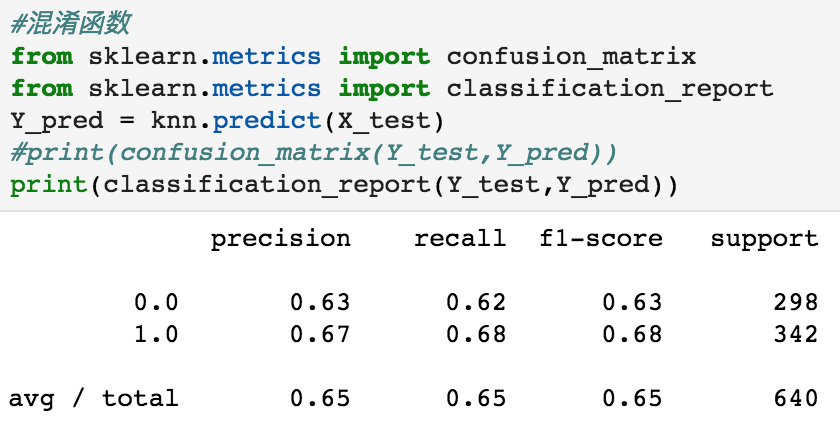 #混淆函数
from sklearn.metrics import confusion_matrix
from sklearn.metrics import classification_report
Y_pred = knn.predict(X_test)
#print(confusion_matrix(Y_test,Y_pred))
print(classification_report(Y_test,Y_pred))
precision recall f1-score support
0.0 0.63 0.62 0.63 298
1.0 0.67 0.68 0.68 342
avg / total 0.65 0.65 0.65 640